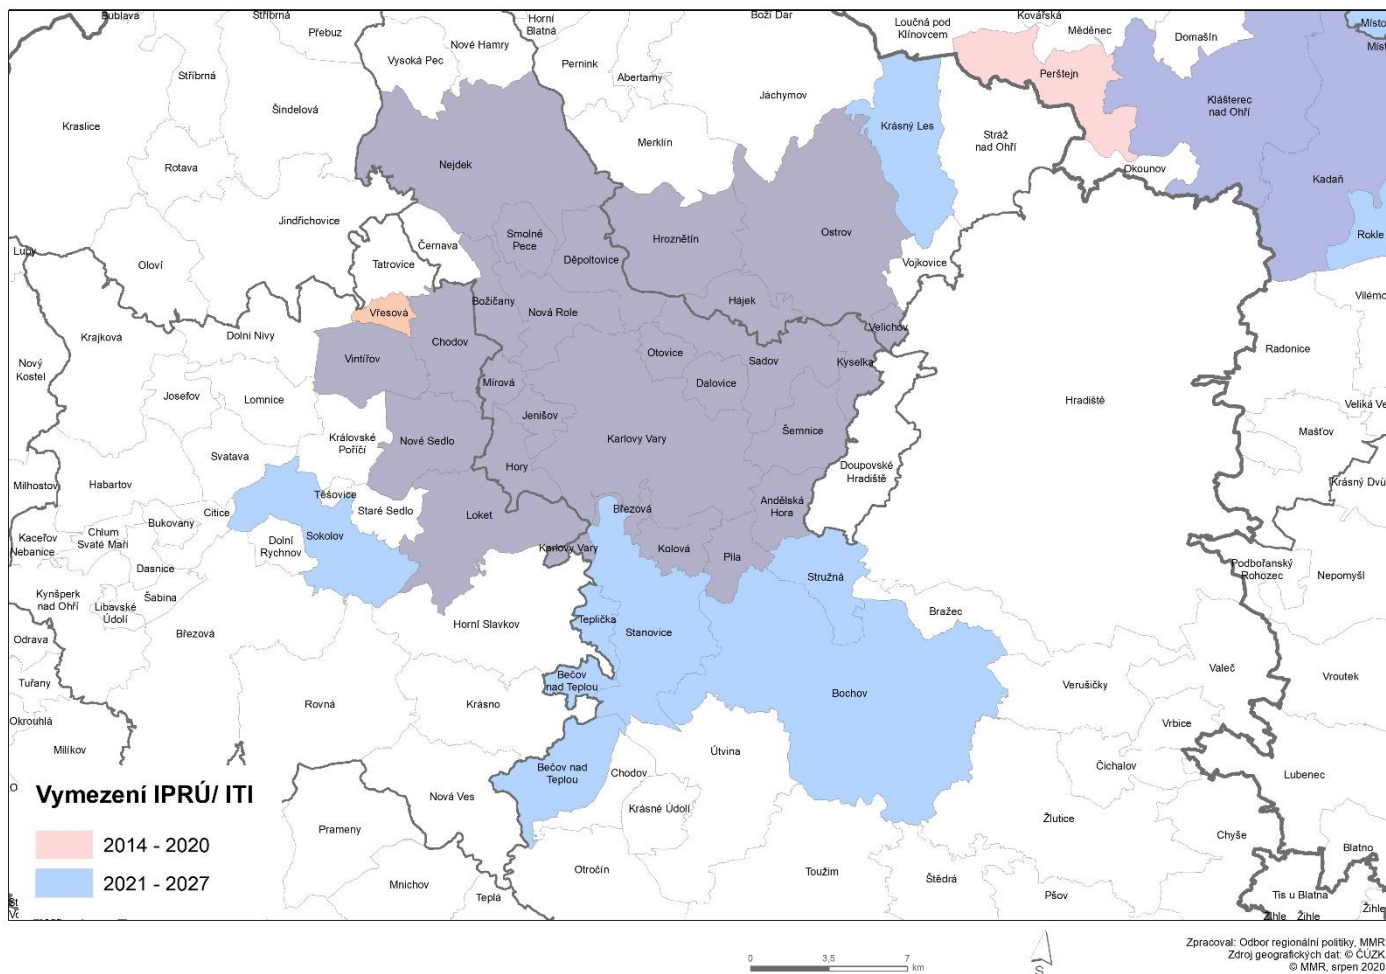 Bublava
Stříbrná
Přebuz
Horní
Blatná
Boží Dar
Loučná pod
Klínovcem
Kovářská
Měděnec
Domašín
Vysoká Pec
Nové Hamry
Pernink
Abertamy
Stříbrná
Šindelová
Jáchymov
Perštejn
Klášterec
nad Ohří
Kraslice
Krásný Les
Stráž
nad Ohří
Merklín
Rotava
Nejdek
Okounov
Kadaň
Jindřichovice
Smolné
Pece
Hroznětín
Ostrov
Rokle
Luby
Oloví
Tatrovice
Černava
Děpoltovice
Vojkovice
Božičany
Hájek
Vřesová
Nová Role
Krajková
Dolní Nivy
Chodov
Velichov
Radonice
Nový
Kostel
Vintířov
Otovice
Sadov
Kyselka
Mírová
Dalovice
Josefov
Lomnice
Hradiště
Jenišov
Šemnice
Mašťov
Královské
Poříčí
Nové Sedlo
Karlovy Vary
Svatava
Hory
Doupovské
Hradiště
Milhostov
Habartov
Těšovice
Andělská
Hora
Citice
Staré Sedlo
Loket
Březová
Bukovany
Chlum
Svaté Maří
Kaceřov
Nebanice
Sokolov
Dolní
Rychnov
Karlovy Vary
Kolová
Pila
Dasnice
Podbořanský
Rohozec
Nepomyšl
Stružná
Kynšperk
nad Ohří
Šabina
Libavské
Údolí
Bražec
Březová
Horní Slavkov
Teplička
Stanovice
Odrava
Valeč
Tuřany
Bečov
nad Teplou
Bochov
Verušičky
Vroutek
Rovná
Krásno
Okrouhlá
Vrbice
Milíkov
Útvina
Bečov nad
Teplou
Chodov
Čichalov
Lubenec
Vymezení IPRÚ/ ITI
Nová Ves
Krásné Údolí
Žlutice
Prameny
Chyše
2014 - 2020
Blatno
Otročín
Toužim
Štědrá
2021 - 2027
Mnichov
Teplá
Pšov
Tis u Blatna
Žihle
Žihle
Žihle
0
3,5
7
km
S
Zpracoval: Odbor regionální politiky, MMR
Zdroj geografických dat: © ČÚZK
© MMR, srpen 2020